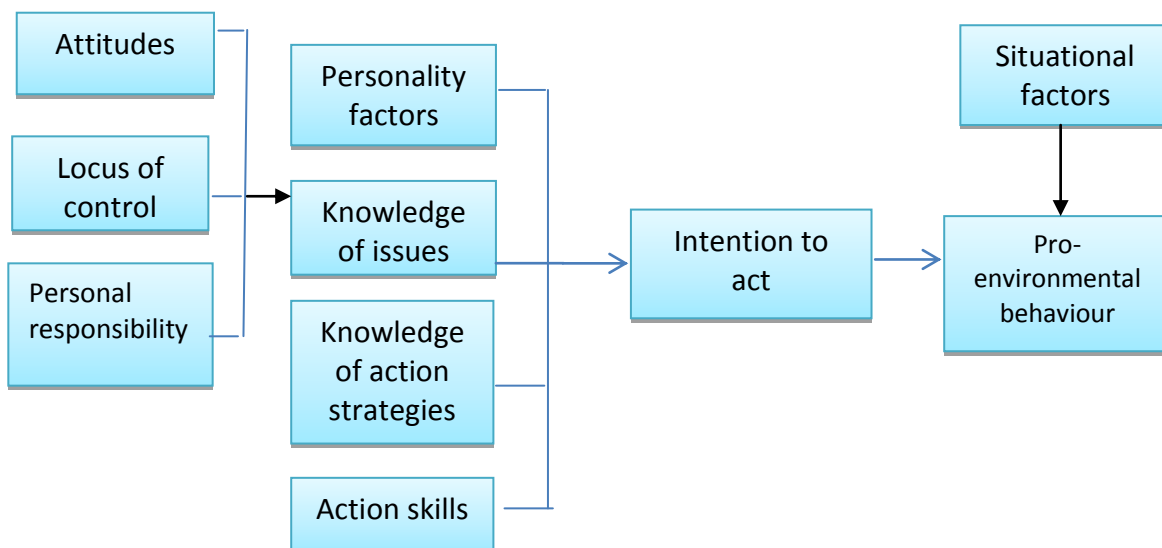 Attitudes
Locus of
control
Personal
responsibility
Personality
factors
Knowledge
of issues
Knowledge
of action
strategies
Action skills
Intention to
act
Situational
factors
Pro-
environmental
behaviour